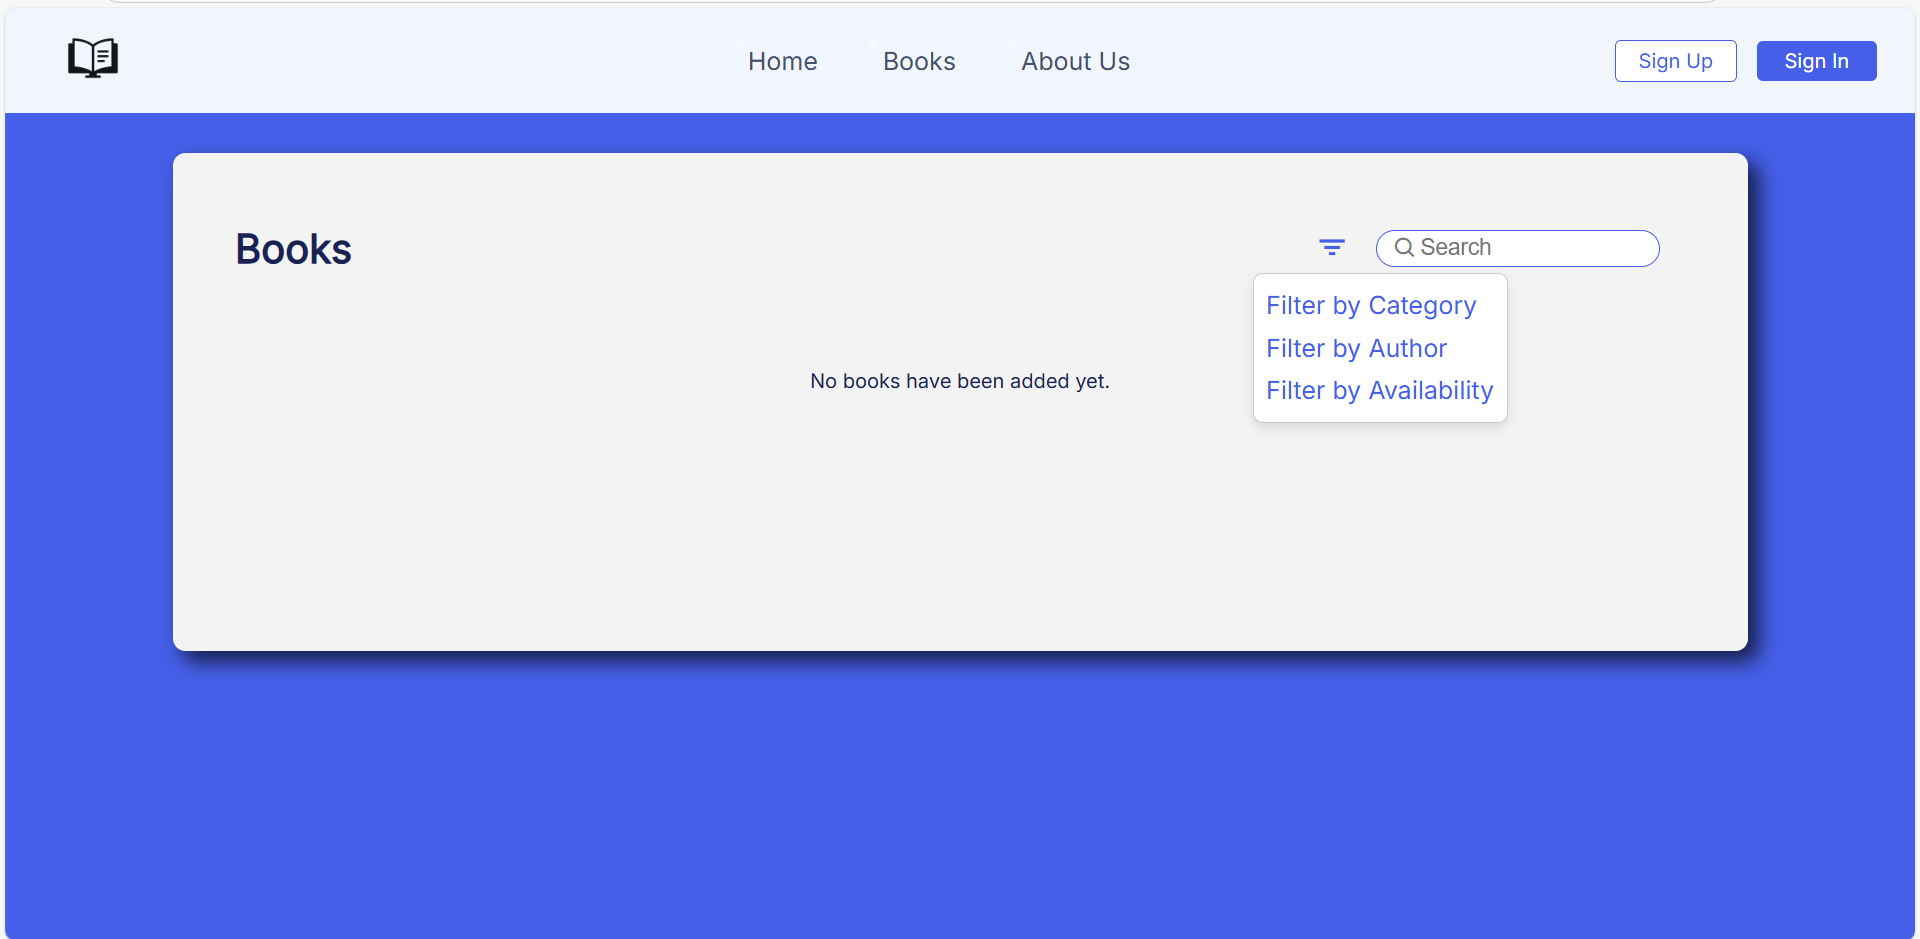 Home Books About Us Sign Up Sign In
Books
Search
Filter by Category
Filter by Author
Filter by Availability
No books have been added yet.